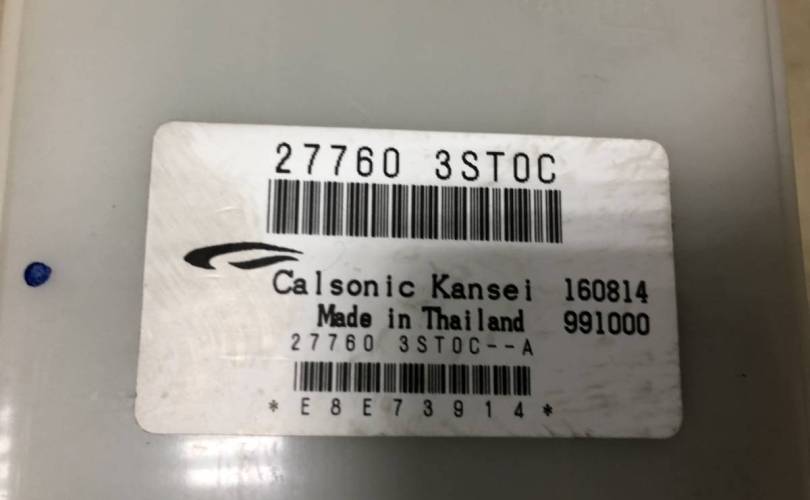 27760 3ST0C
Calsonic Kansei 160814
Made in Thailand 991000
27760 3ST0C--A
*E8E73914*